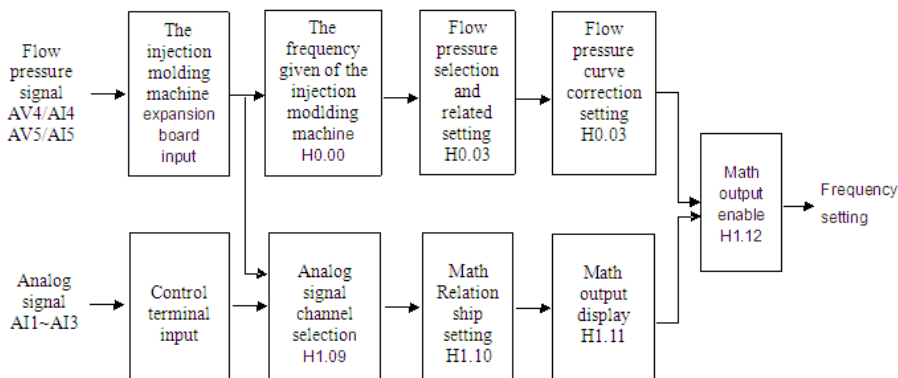 Flow
pressure
signal
AV4/AI4
AV5/AI5
The
injection
molding
machine
expansion
board
input
The
frequency
given of the
injection
modlding
machine
H0.00
Flow
pressure
selection
and
related
setting
H0.03
Flow
pressure
curve
correction
setting
H0.03
Math
output
enable
H1.12
Frequency
setting
Analog
signal
AI1~AI3
Control
terminal
input
Analog
signal
channel
selection
H1.09
Math
Relation
ship
setting
H1.10
Math
output
display
H1.11